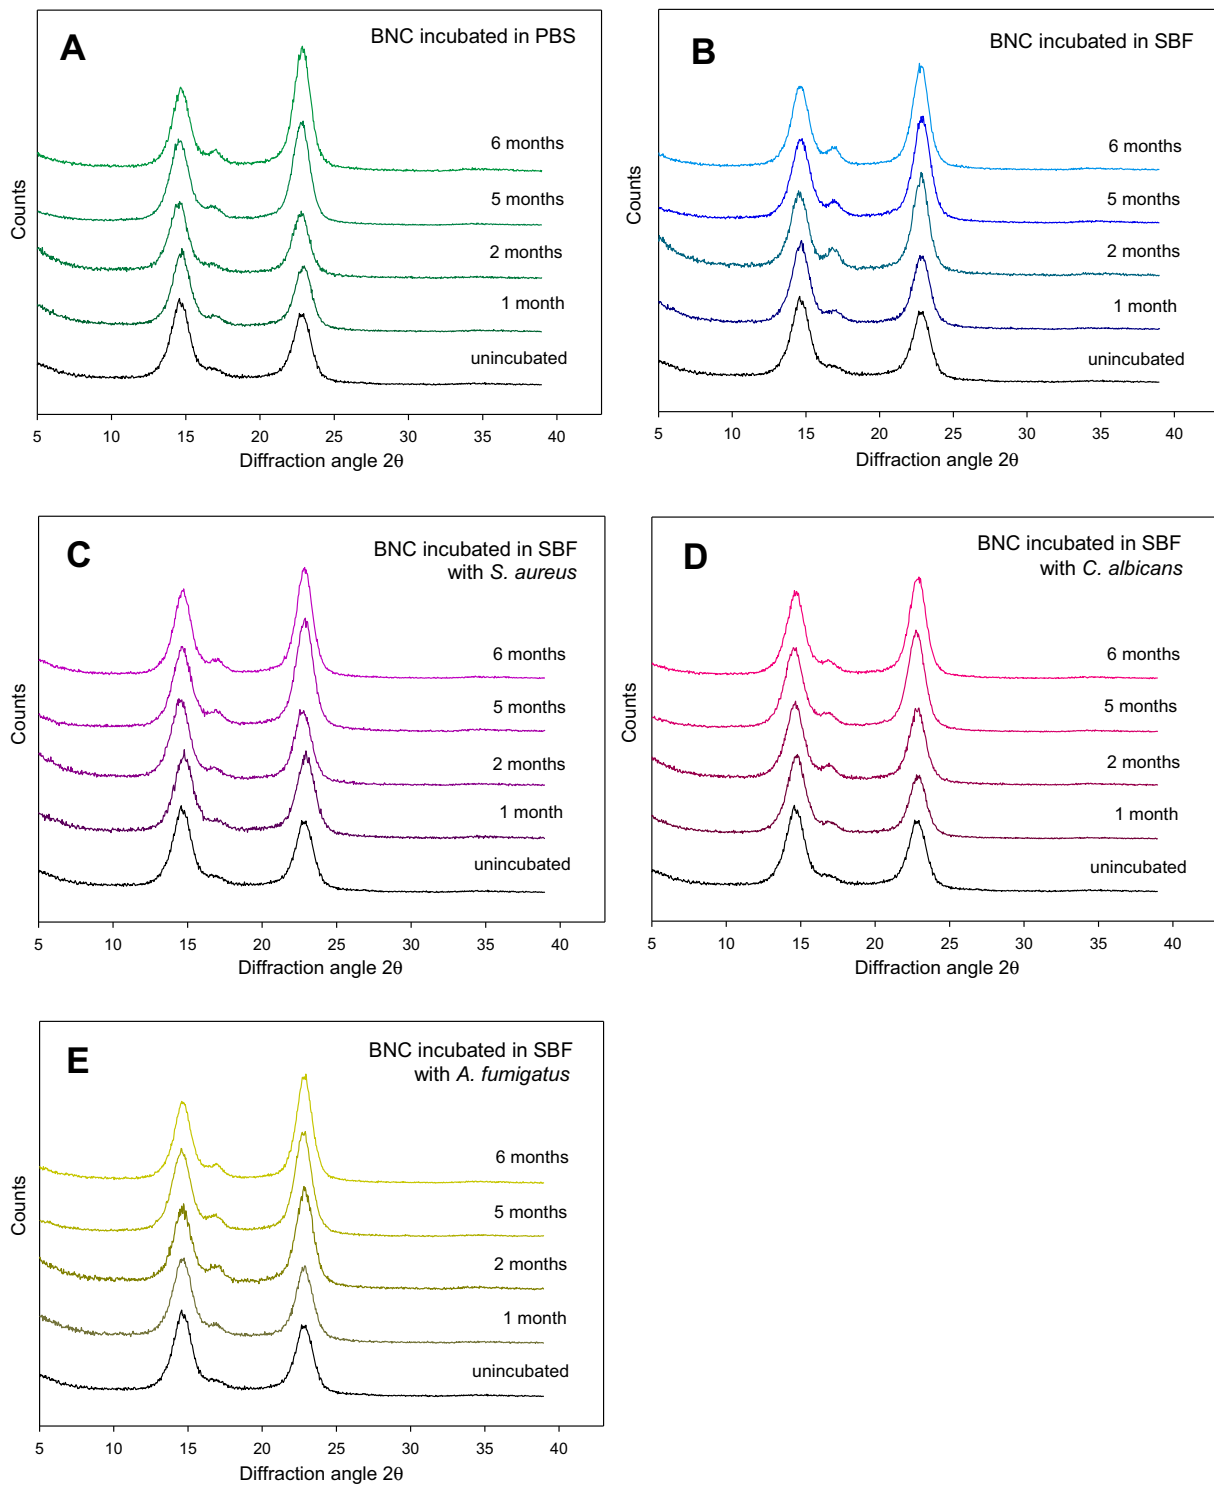 A
BNC incubated in PBS
6 months
5 months
2 months
1 month
unincubated
Counts
5 10 15 20 25 30 35 40
Diffraction angle 2θ
B
BNC incubated in SBF
6 months
5 months
2 months
1 month
unincubated
Counts
5 10 15 20 25 30 35 40
Diffraction angle 2θ
C
BNC incubated in SBF
with S. aureus
6 months
5 months
2 months
1 month
unincubated
Counts
5 10 15 20 25 30 35 40
Diffraction angle 2θ
D
BNC incubated in SBF
with C. albicans
6 months
5 months
2 months
1 month
unincubated
Counts
5 10 15 20 25 30 35 40
Diffraction angle 2θ
E
BNC incubated in SBF
with A. fumigatus
6 months
5 months
2 months
1 month
unincubated
Counts
5 10 15 20 25 30 35 40
Diffraction angle 2θ